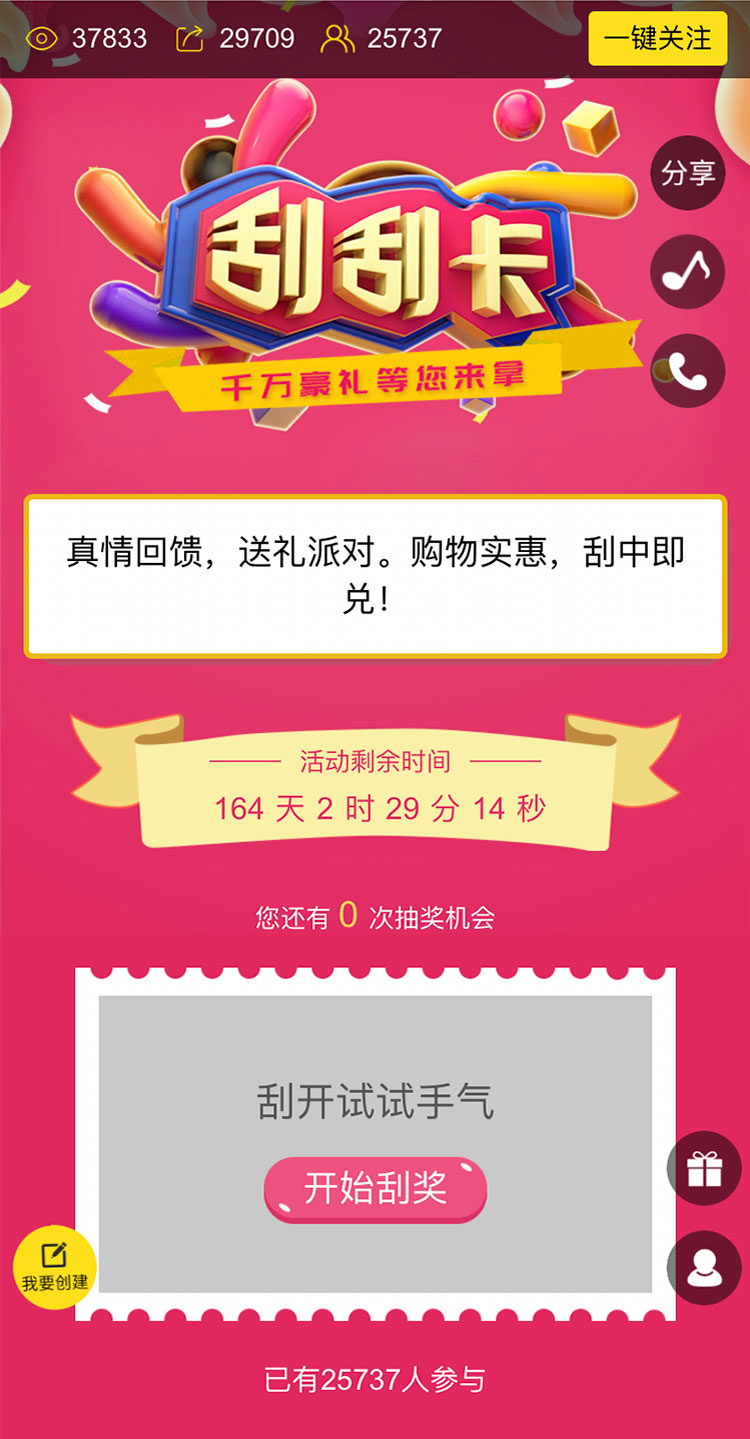 37833 29709 25737 一键关注
分享
刮刮卡
千万豪礼等您来拿
真情回馈，送礼派对。购物实惠，刮中即
兑！
活动剩余时间
164 天 2 时 29 分 14 秒
您还有 0 次抽奖机会
刮开试试手气
开始刮奖
我要创建
已有25737人参与